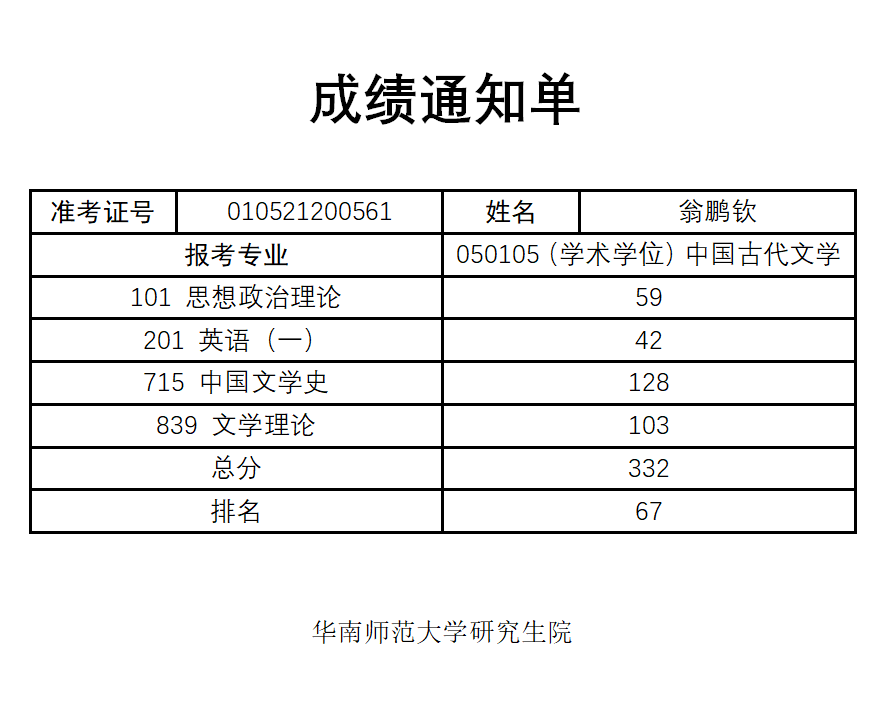 成绩通知单
准考证号 010521200561 姓名 翁鹏钦
报考专业 050105（学术学位）中国古代文学
101 思想政治理论 59
201 英语（一） 42
715 中国文学史 128
839 文学理论 103
总分 332
排名 67
华南师范大学研究生院